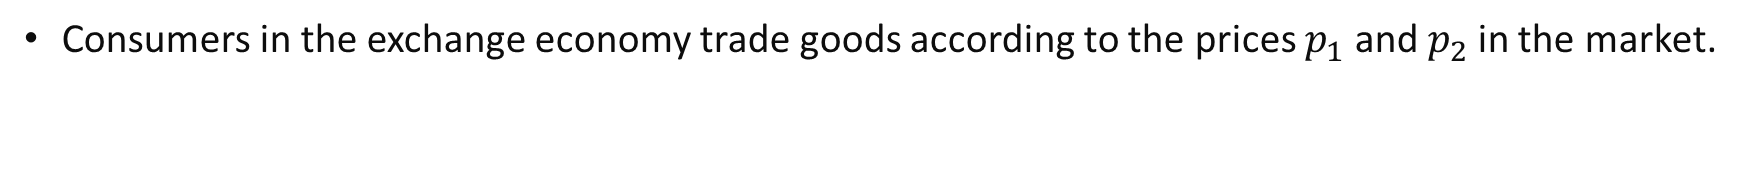 • Consumers in the exchange economy trade goods according to the prices p₁ and p₂ in the market.